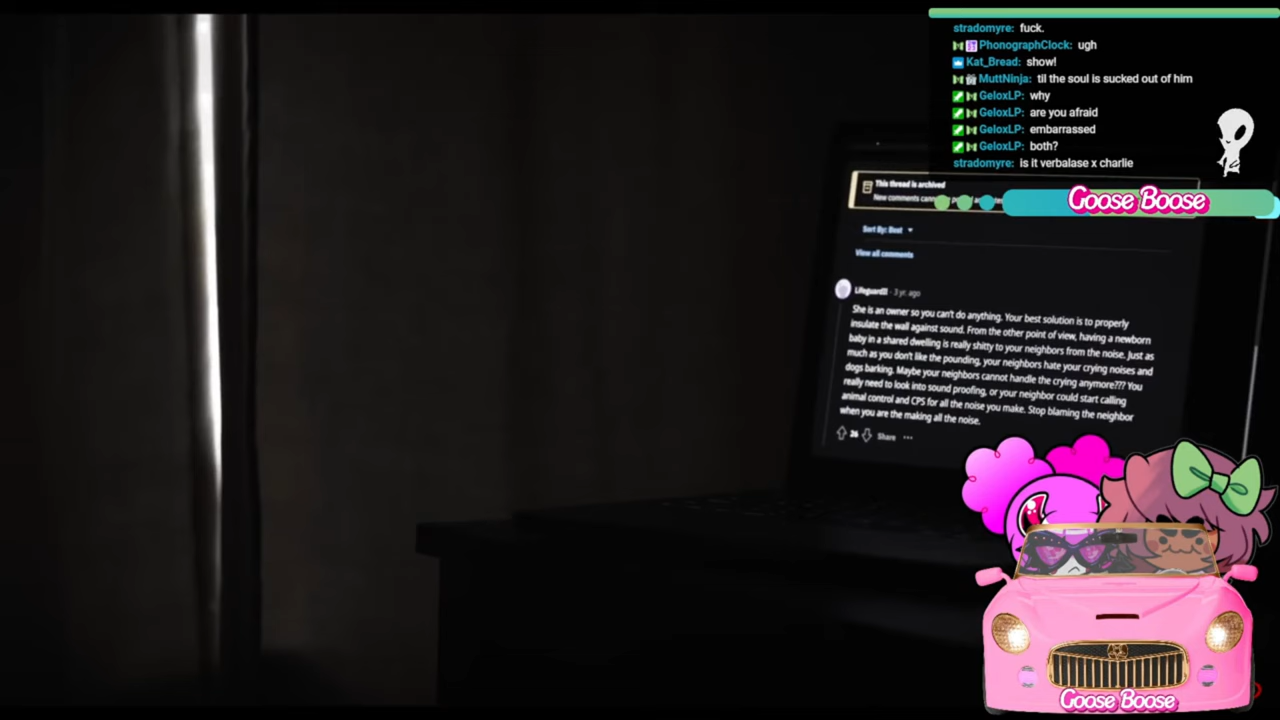 stradomyre: fuck.
PhonographClock: ugh
Kat_Bread: show!
MuttNinja: til the soul is sucked out of him
GeloxLP: why
GeloxLP: are you afraid
GeloxLP: embarrassed
GeloxLP: both?
stradomyre: is it verbalase x charlie
Goose Boose
This thread is archived
New comments
Sort By: Best
View all comments
3 yr. ago
She is an owner so you can't do anything. Your best solution is to properly
insulate the wall against sound. From the other point of view, having a newborn
baby in a shared dwelling is really shitty to your neighbors from the noise. Just as
much as you don't like the pounding, your neighbors hate your crying noises and
dogs barking. Maybe your neighbors cannot handle the crying anymore??? You
really need to look into sound proofing, or your neighbor could start calling
animal control and CPS for all the noise you make. Stop blaming the neighbor
when you are the making all the noise.
26 Share
Goose Boose